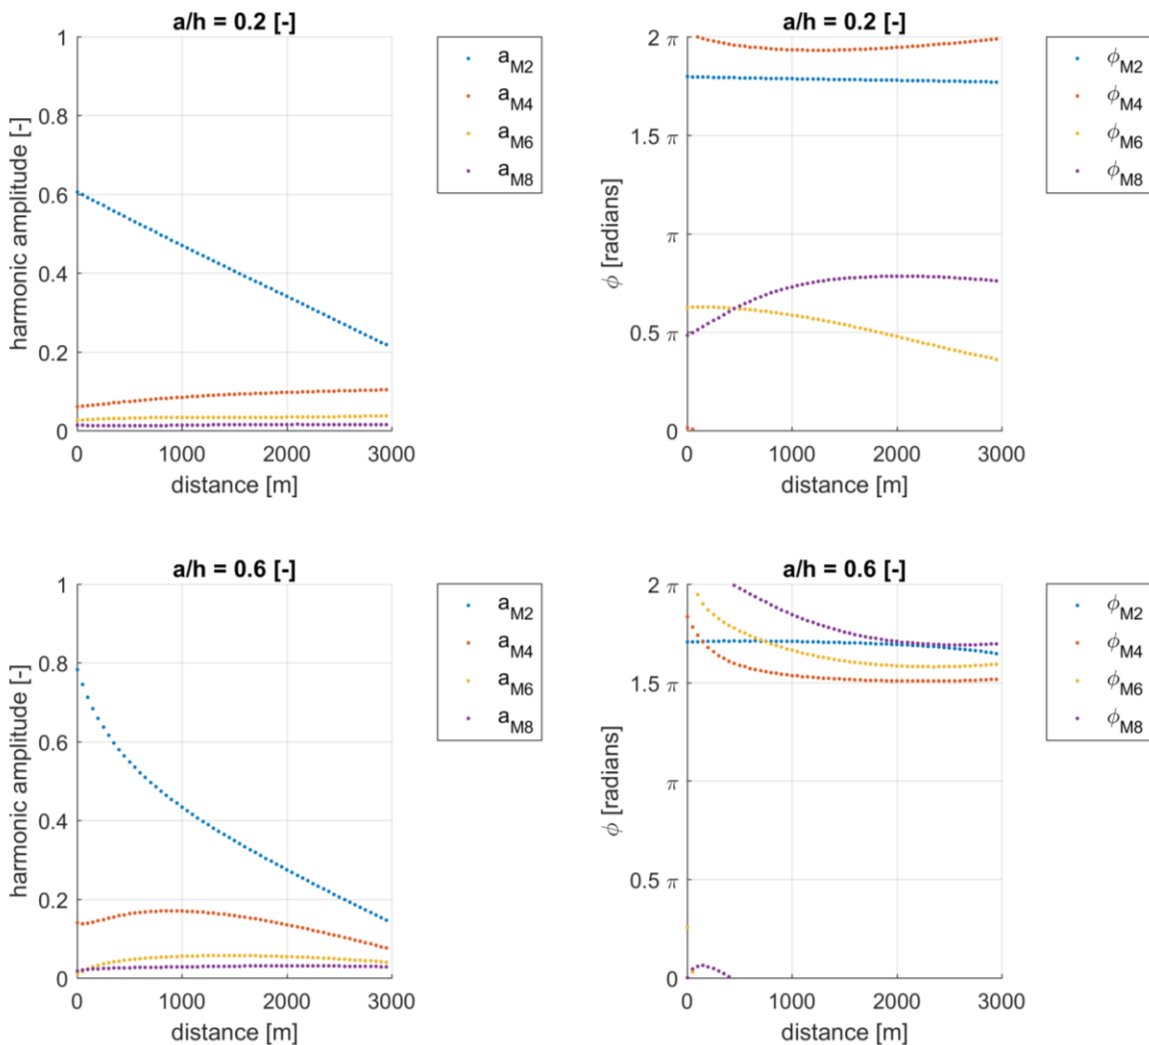 a/h = 0.2 [-]
1
0.8
0.6
0.4
0.2
0
0 1000 2000 3000
harmonic amplitude [-]
distance [m]
a_M2
a_M4
a_M6
a_M8
a/h = 0.2 [-]
2 π
1.5 π
π
0.5 π
0
0 1000 2000 3000
ϕ [radians]
distance [m]
ϕ_M2
ϕ_M4
ϕ_M6
ϕ_M8
a/h = 0.6 [-]
1
0.8
0.6
0.4
0.2
0
0 1000 2000 3000
harmonic amplitude [-]
distance [m]
a_M2
a_M4
a_M6
a_M8
a/h = 0.6 [-]
2 π
1.5 π
π
0.5 π
0
0 1000 2000 3000
ϕ [radians]
distance [m]
ϕ_M2
ϕ_M4
ϕ_M6
ϕ_M8